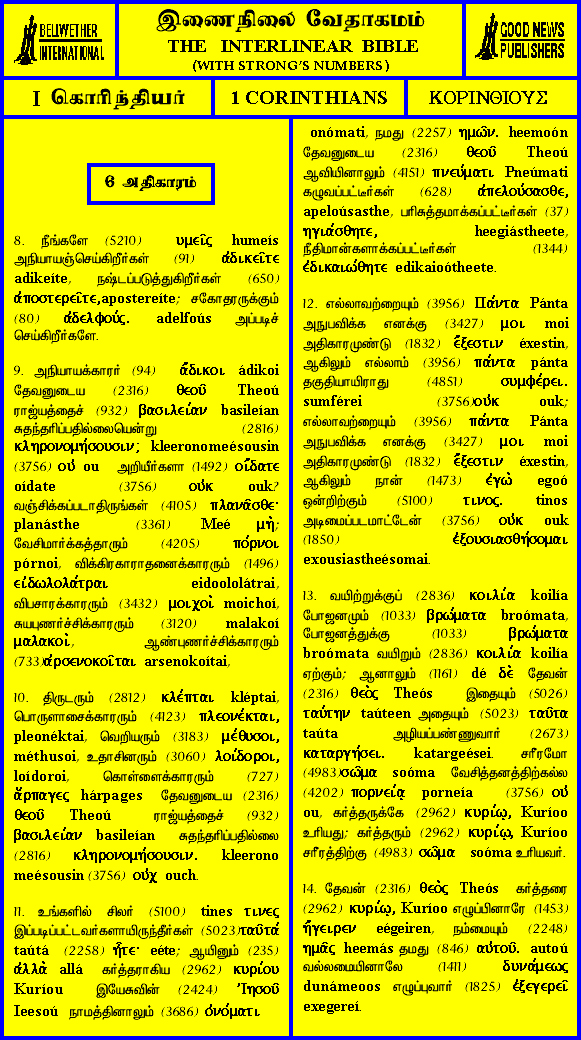 BELLWETHER
INTERNATIONAL
இணைநிலை வேதாகமம்
THE INTERLINEAR BIBLE
(WITH STRONG'S NUMBERS)
GOOD NEWS
PUBLISHERS
I கொரிந்தியர்
1 CORINTHIANS
ΚΟΡΙΝΘΙΟΥΣ
6 அதிகாரம்
8. நீங்களே (5210) υμεῖς humeís
அநியாயஞ்செய்கிறீர்கள் (91) ἀδικεῖτε
adikeíte, நஷ்டப்படுத்துகிறீர்கள் (650)
ἀποστερεῖτε,apostereíte; சகோதரருக்கும்
(80) ἀδελφούς. adelfoús அப்படிச்
செய்கிறீர்களே.
9. அநியாயக்காரர் (94) ἄδικοι ádikoi
தேவனுடைய (2316) θεοῦ Theoú
ராஜ்யத்தைச் (932) βασιλείαν basileían
சுதந்தரிப்பதில்லையென்று (2816)
κληρονομήσουσιν; kleeronomeésousin
(3756) οὐ ou அறியீர்களா (1492) οἴδατε
oídate (3756) οὐκ ouk?
வஞ்சிக்கப்படாதிருங்கள் (4105) πλανᾶσθε·
planásthe (3361) Meé μὴ;
வேசிமார்க்கத்தாரும் (4205) πόρνοι
pórnoi, விக்கிரகாராதனைக்காரரும் (1496)
εἰδωλολάτραι eidoololátrai,
விபசாரக்காரரும் (3432) μοιχοὶ moichoí,
சுயபுணர்ச்சிக்காரரும் (3120) malakoí
μαλακοὶ, ஆண்புணர்ச்சிக்காரரும்
(733)ἀρσενοκοῖται arsenokoítai,
10. திருடரும் (2812) κλέπται kléptai,
பொருளாசைக்காரரும் (4123) πλεονέκται,
pleonéktai, வெறியரும் (3183) μέθυσοι,
méthusoi, உதாசினரும் (3060) λοίδοροι,
loídoroi, கொள்ளைக்காரரும் (727)
ἅρπαγες hárpages தேவனுடைய (2316)
θεοῦ Theoú ராஜ்யத்தைச் (932)
βασιλείαν basileían சுதந்தரிப்பதில்லை
(2816) κληρονομήσουσιν. kleerono
meésousin (3756) οὐχ ouch.
11. உங்களில் சிலர் (5100) tines τινες
இப்படிப்பட்டவர்களாயிருந்தீர்கள் (5023)ταῦτά
taútá (2258) ἦτε· eéte; ஆயினும் (235)
ἀλλὰ allá கர்த்தராகிய (2962) κυρίου
Kuríou இயேசுவின் (2424) Ἰησοῦ
Ieesoú நாமத்தினாலும் (3686) ὀνόματι
onómati, நமது (2257) ημῶν. heemoón
தேவனுடைய (2316) θεοῦ Theoú
ஆவியினாலும் (4151) πνεύματι Pneúmati
கழுவப்பட்டீர்கள் (628) ἀπελούσασθε,
apeloúsasthe, பரிசுத்தமாக்கப்பட்டீர்கள் (37)
ηγιάσθητε, heegiástheete,
நீதிமான்களாக்கப்பட்டீர்கள் (1344)
ἐδικαιώθητε edikaioótheete.
12. எல்லாவற்றையும் (3956) Πάντα Pánta
அநுபவிக்க எனக்கு (3427) μοι moi
அதிகாரமுண்டு (1832) ἔξεστιν éxestin,
ஆகிலும் எல்லாம் (3956) πάντα pánta
தகுதியாயிராது (4851) συμφέρει..
sumférei (3756)οὐκ ouk;
எல்லாவற்றையும் (3956) πάντα Pánta
அநுபவிக்க எனக்கு (3427) μοι moi
அதிகாரமுண்டு (1832) ἔξεστιν éxestin,
ஆகிலும் நான் (1473) ἐγὼ egoó
ஒன்றிற்கும் (5100) τινος. tinos
அடிமைப்படமாட்டேன் (3756) οὐκ ouk
(1850) ἐξουσιασθήσομαι
exousiastheésomai.
13. வயிற்றுக்குப் (2836) κοιλία koilía
போஜனமும் (1033) βρώματα broómata,
போஜனத்துக்கு (1033) βρώματα
broómata வயிறும் (2836) κοιλία koilía
ஏற்கும்; ஆனாலும் (1161) dé δὲ தேவன்
(2316) θεὸς Theós இதையும் (5026)
ταύτην taúteen அதையும் (5023) ταῦτα
taúta அழியப்பண்ணுவார் (2673)
καταργήσει. katargeései. சரீரமோ
(4983)σῶμα soóma வேசித்தனத்திற்கல்ல
(4202) πορνείᾳ porneía (3756) οὐ
ou, கர்த்தருக்கே (2962) κυρίῳ, Kuríoo
உரியது; கர்த்தரும் (2962) κυρίῳ, Kuríoo
சரீரத்திற்கு (4983) σῶμα soóma உரியவர்.
14. தேவன் (2316) θεὸς Theós கர்த்தரை
(2962) κυρίῳ, Kuríoo எழுப்பினாரே (1453)
ἤγειρεν eégeiren, நம்மையும் (2248)
ημᾶς heemás தமது (846) αὐτοῦ. autoú
வல்லமையினாலே (1411) δυνάμεως
dunámeoos எழுப்புவார் (1825) ἐξεγερεῖ
exegereí.